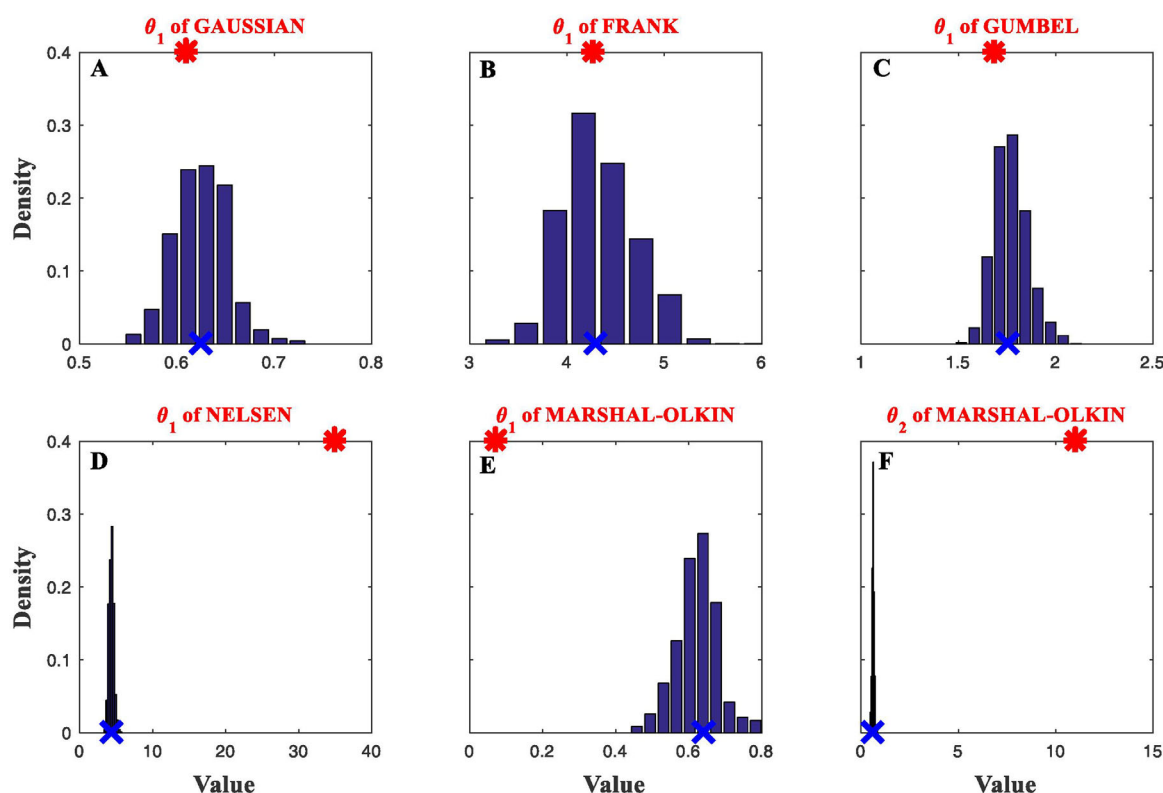 θ1 of GAUSSIAN
A
Density
0.4
0.3
0.2
0.1
0
0.5
0.6
0.7
0.8
θ1 of FRANK
B
3
4
5
6
θ1 of GUMBEL
C
1
1.5
2
2.5
θ1 of NELSEN
D
Density
0.4
0.3
0.2
0.1
0
0
10
20
30
40
Value
θ1 of MARSHAL-OLKIN
E
0
0.2
0.4
0.6
0.8
Value
θ2 of MARSHAL-OLKIN
F
0
5
10
15
Value